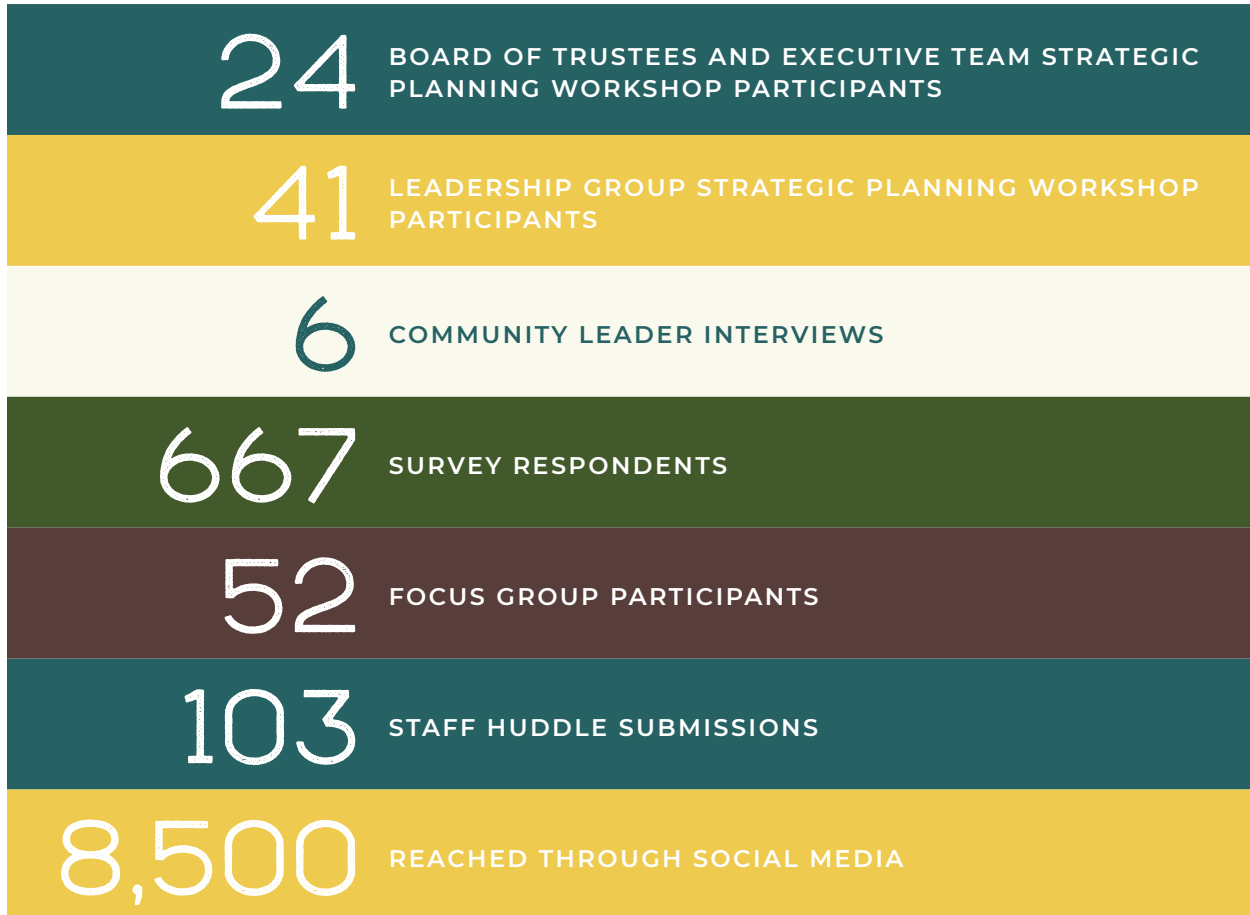 24 BOARD OF TRUSTEES AND EXECUTIVE TEAM STRATEGIC
PLANNING WORKSHOP PARTICIPANTS
41 LEADERSHIP GROUP STRATEGIC PLANNING WORKSHOP
PARTICIPANTS
6 COMMUNITY LEADER INTERVIEWS
667 SURVEY RESPONDENTS
52 FOCUS GROUP PARTICIPANTS
103 STAFF HUDDLE SUBMISSIONS
8,500 REACHED THROUGH SOCIAL MEDIA